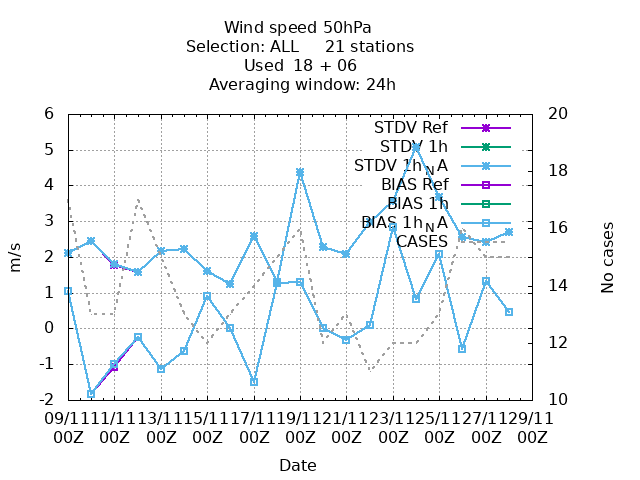 Wind speed 50hPa
Selection: ALL 21 stations
Used 18 + 06
Averaging window: 24h
6 20
STDV Ref
5 STDV 1h
18 STDV 1h_NA
4 BIAS Ref
BIAS 1h
3 BIAS 1h_NA
16 CASES
2
1 14
0
-1 12
-2 10
m/s
No cases
09/11 11/11 13/11 15/11 17/11 19/11 21/11 23/11 25/11 27/11 29/11
00Z 00Z 00Z 00Z 00Z 00Z 00Z 00Z 00Z 00Z 00Z
Date